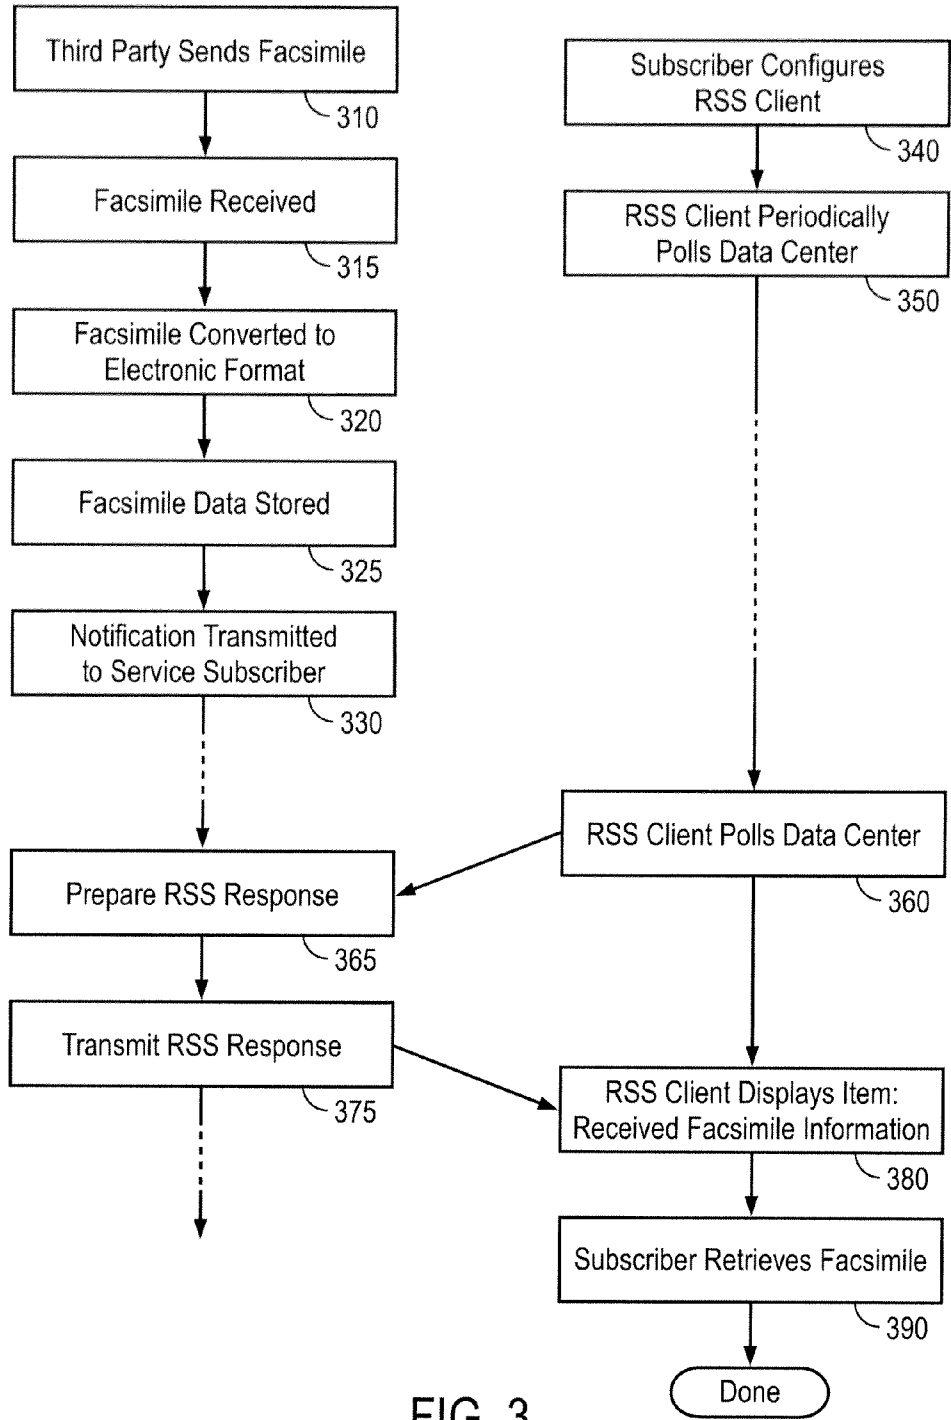 Third Party Sends Facsimile
310
Facsimile Received
315
Facsimile Converted to
Electronic Format
320
Facsimile Data Stored
325
Notification Transmitted
to Service Subscriber
330
Prepare RSS Response
365
Transmit RSS Response
375
Subscriber Configures
RSS Client
340
RSS Client Periodically
Polls Data Center
350
RSS Client Polls Data Center
360
RSS Client Displays Item:
Received Facsimile Information
380
Subscriber Retrieves Facsimile
390
Done
FIG. 3